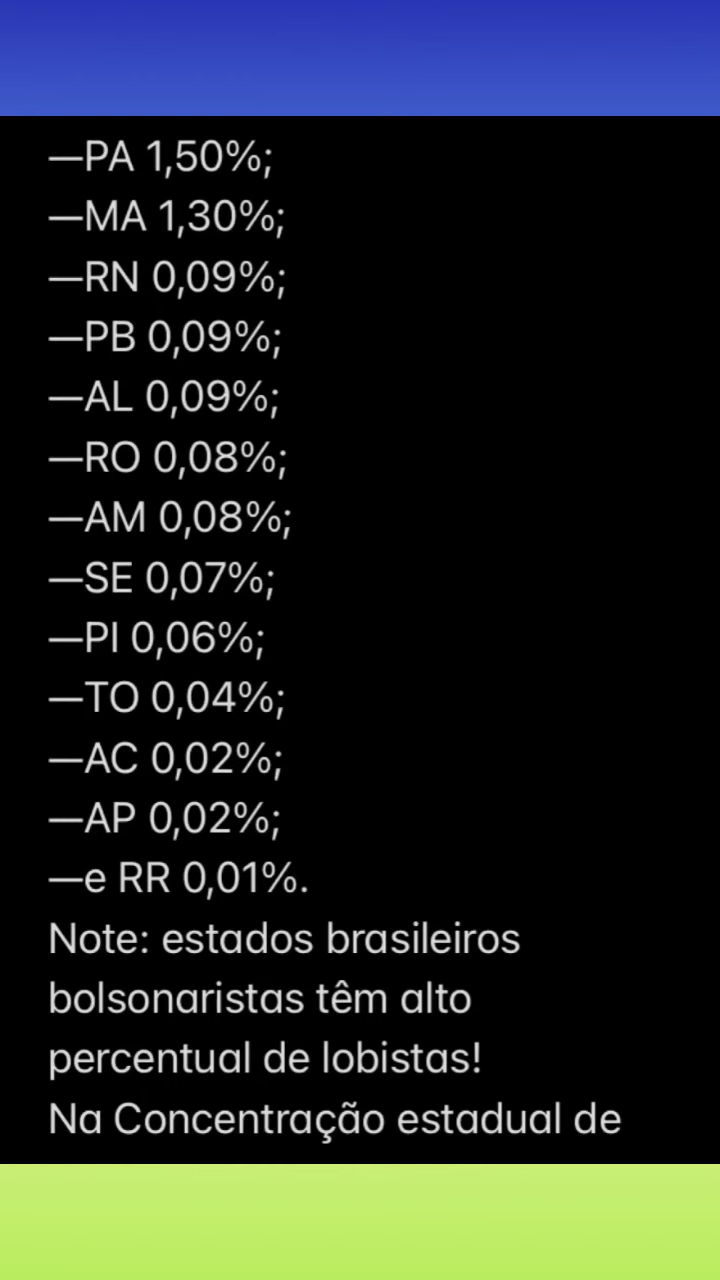 —PA 1,50%;
—MA 1,30%;
—RN 0,09%;
—PB 0,09%;
—AL 0,09%;
—RO 0,08%;
—AM 0,08%;
—SE 0,07%;
—PI 0,06%;
—TO 0,04%;
—AC 0,02%;
—AP 0,02%;
—e RR 0,01%.
Note: estados brasileiros
bolsonaristas têm alto
percentual de lobistas!
Na Concentração estadual de